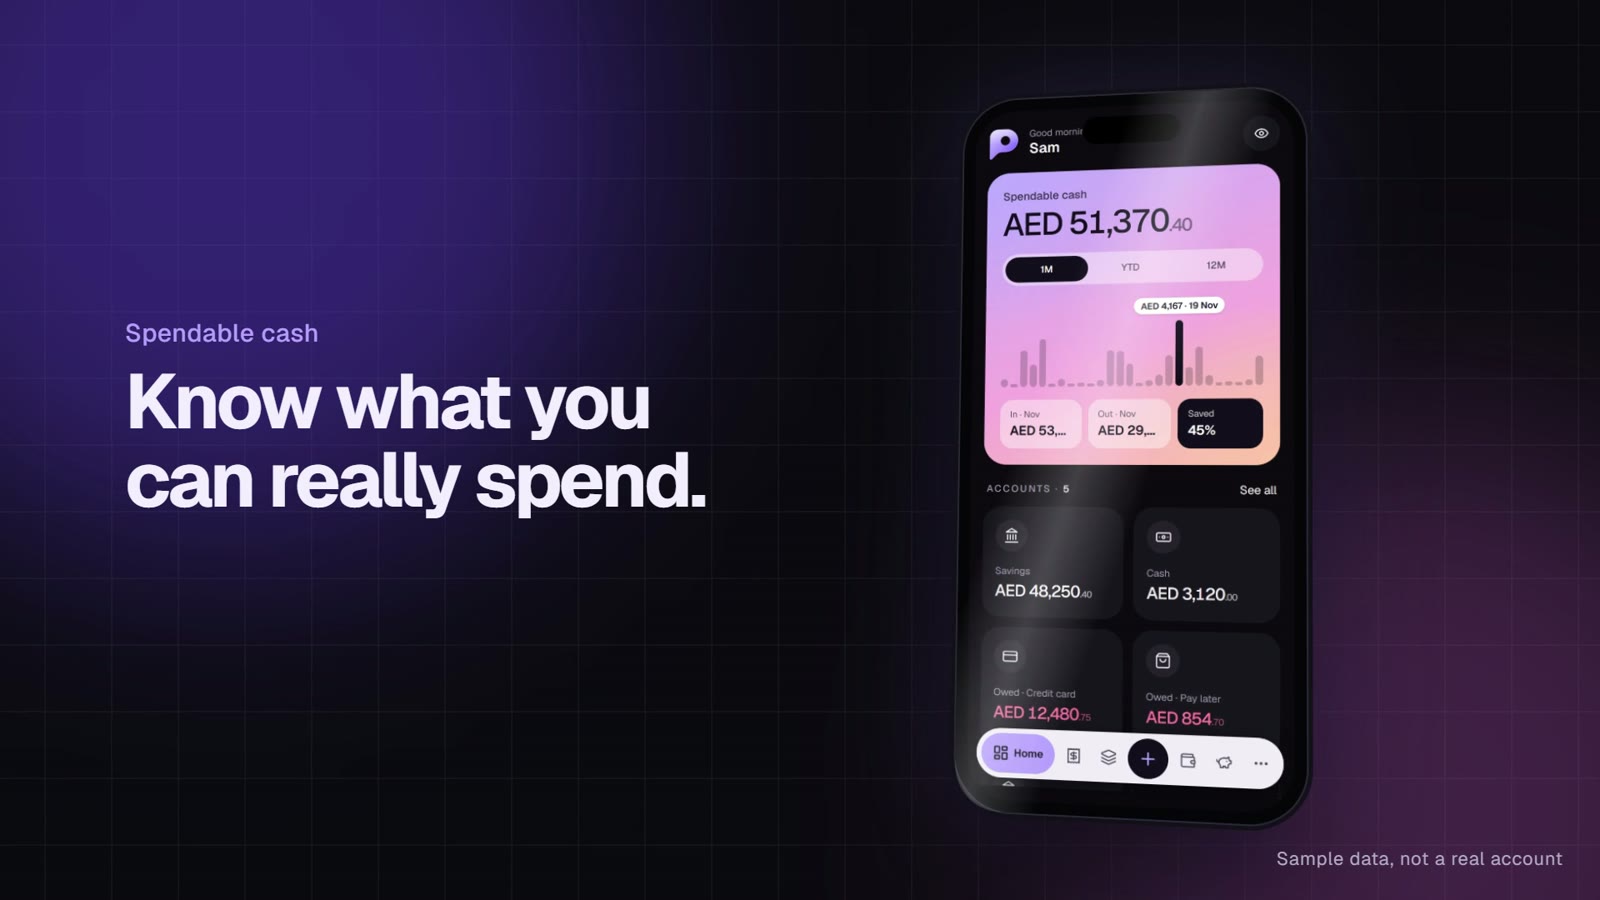 Spendable cash
Know what you
can really spend.
Good mornin
Sam
Spendable cash
AED 51,370.40
1M YTD 12M
AED 4,167 · 19 Nov
In · Nov Out · Nov Saved
AED 53,... AED 29,... 45%
ACCOUNTS · 5 See all
Savings Cash
AED 48,250.40 AED 3,120.00
Owed · Credit card Owed · Pay later
AED 12,480.75 AED 854.70
Home
Sample data, not a real account